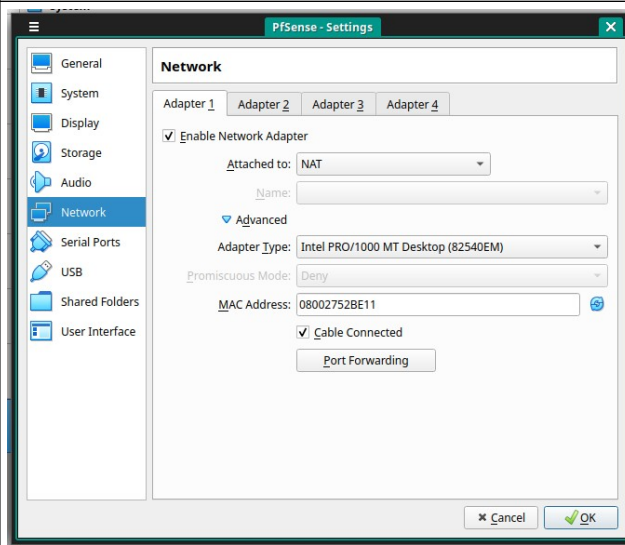 PfSense - Settings
General
System
Display
Storage
Audio
Network
Serial Ports
USB
Shared Folders
User Interface
Network
Adapter 1 Adapter 2 Adapter 3 Adapter 4
Enable Network Adapter
Attached to: NAT
Name:
Advanced
Adapter Type: Intel PRO/1000 MT Desktop (82540EM)
Promiscuous Mode: Deny
MAC Address: 08002752BE11
Cable Connected
Port Forwarding
Cancel OK